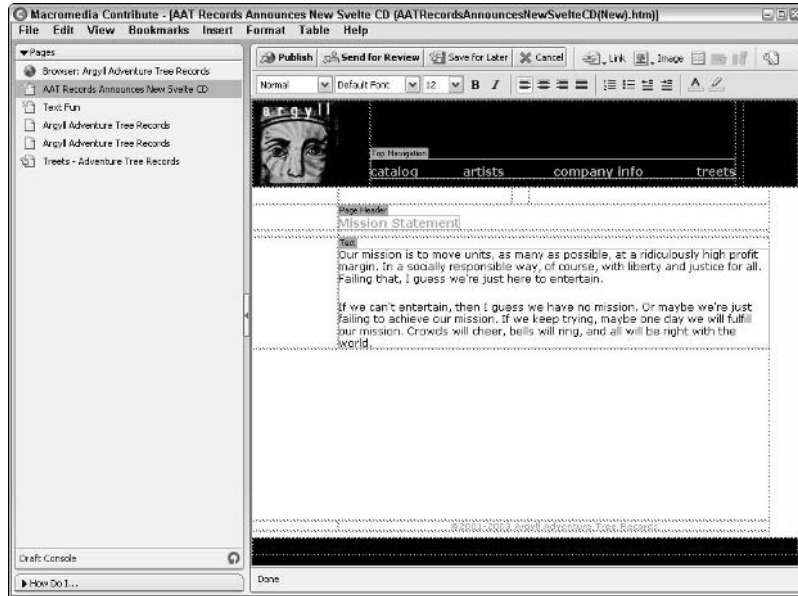 Macromedia Contribute - [AAT Records Announces New Svelte CD (AATRecordsAnnouncesNewSvelteCD(New).htm)]
File Edit View Bookmarks Insert Format Table Help
Pages
Browser: Argyll Adventure Tree Records
AAT Records Announces New Svelte CD
Text Fun
Argyll Adventure Tree Records
Argyll Adventure Tree Records
Treets - Adventure Tree Records
Draft Console
How Do I...
Publish Send for Review Save for Later Cancel Link Image
Normal Default Font 12 B I
argyll
Top Navigation
catalog artists company info treets
Page Header
Mission Statement
Text
Our mission is to move units, as many as possible, at a ridiculously high profit
margin. In a socially responsible way, of course, with liberty and justice for all.
Failing that, I guess we're just here to entertain.
If we can't entertain, then I guess we have no mission. Or maybe we're just
failing to achieve our mission. If we keep trying, maybe one day we will fulfill
our mission. Crowds will cheer, bells will ring, and all will be right with the
world.
©2001-2003 Argyll Adventure Tree Records
Done